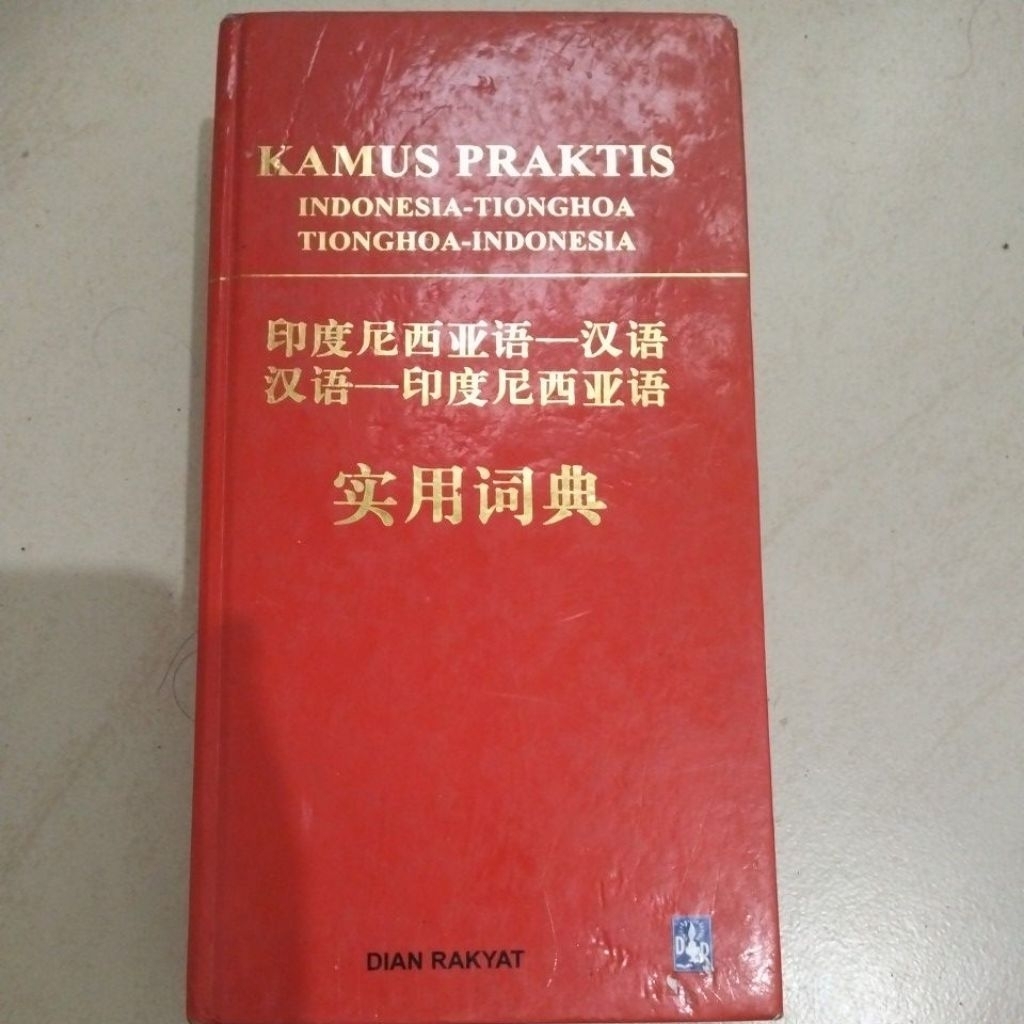 KAMUS PRAKTIS
INDONESIA-TIONGHOA
TIONGHOA-INDONESIA
印度尼西亚语—汉语
汉语—印度尼西亚语
实用词典
DIAN RAKYAT
D R